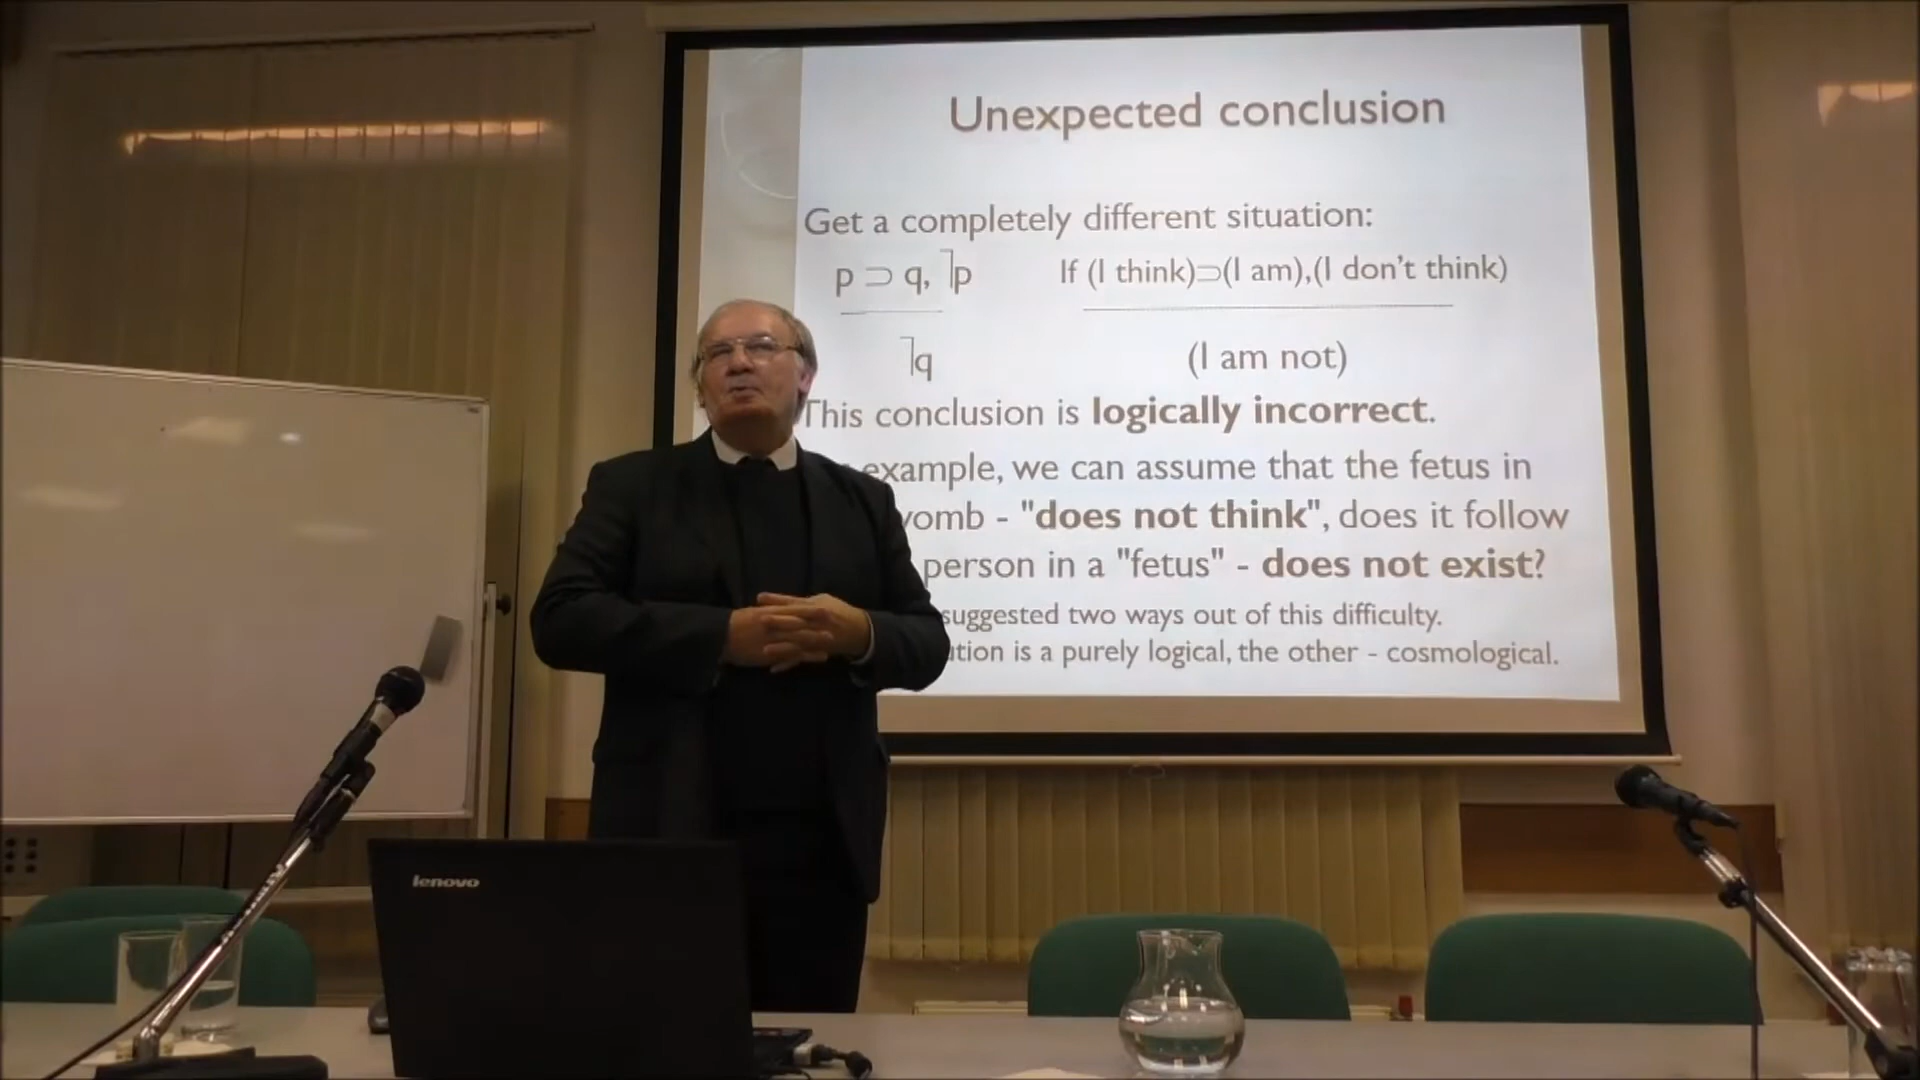 Unexpected conclusion
Get a completely different situation:
p ⊃ q, ⌉p If (I think)⊃(I am),(I don't think)
⌉q (I am not)
This conclusion is logically incorrect.
example, we can assume that the fetus in
womb - "does not think", does it follow
person in a "fetus" - does not exist?
suggested two ways out of this difficulty.
is a purely logical, the other - cosmological.
lenovo